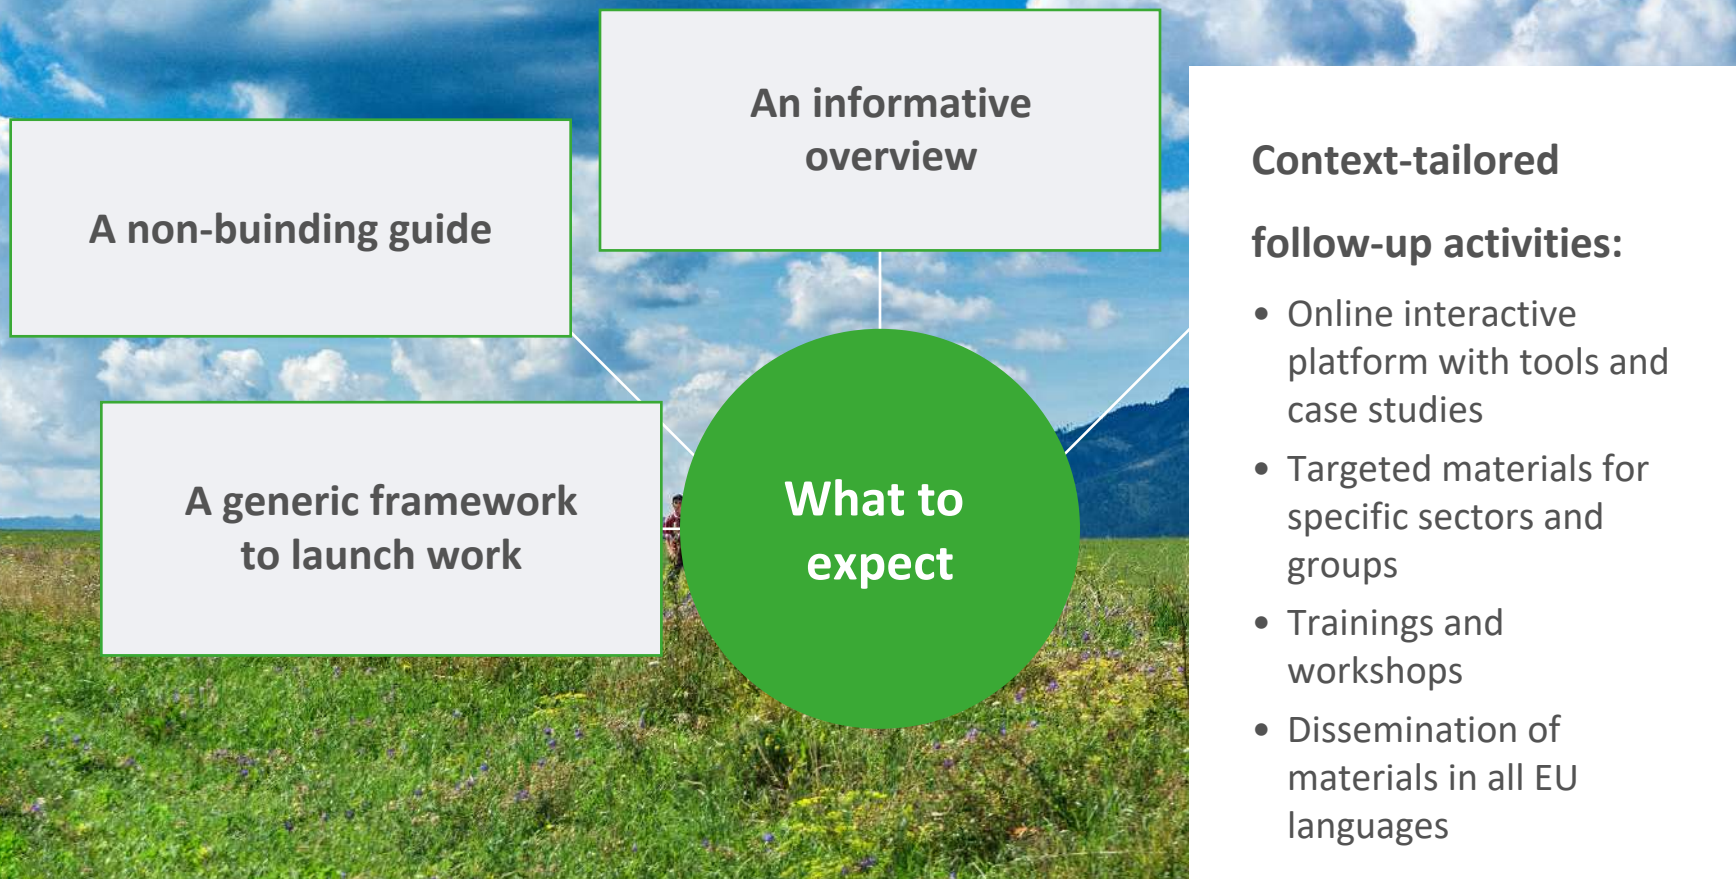 An informative
overview
A non-buinding guide
A generic framework
to launch work
What to
expect
Context-tailored
follow-up activities:
• Online interactive
platform with tools and
case studies
• Targeted materials for
specific sectors and
groups
• Trainings and
workshops
• Dissemination of
materials in all EU
languages